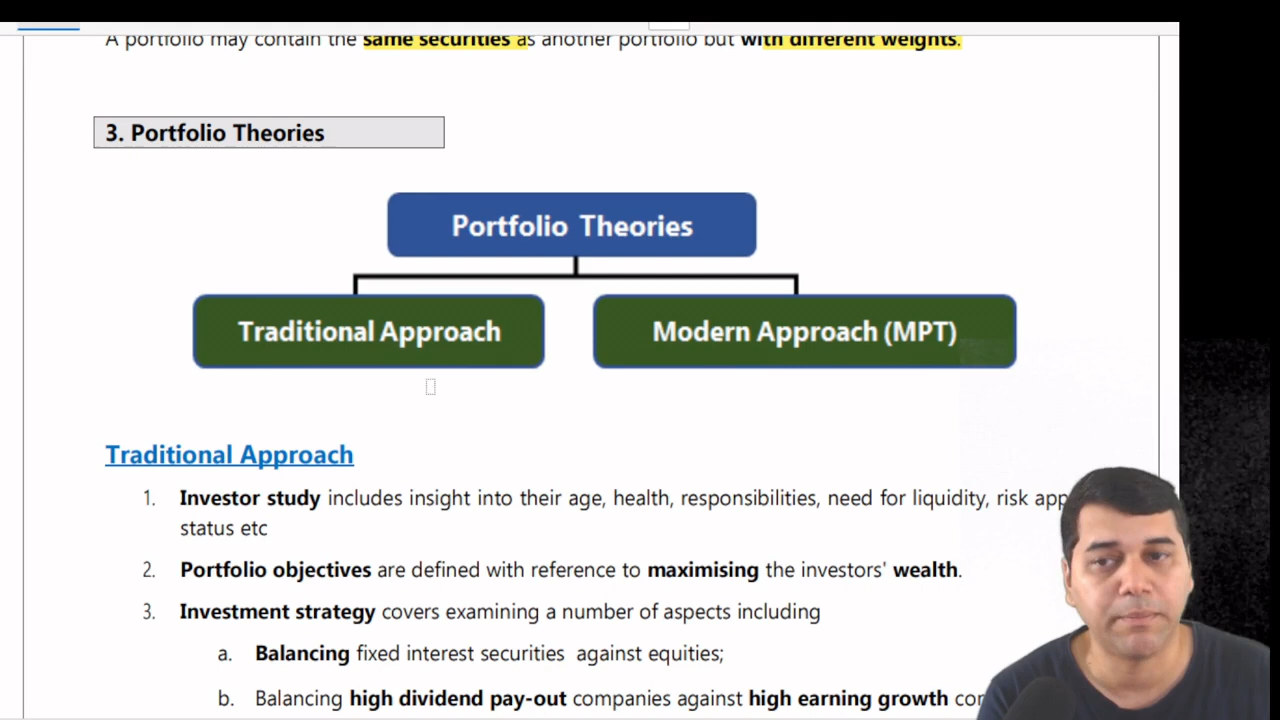 A portfolio may contain the same securities as another portfolio but with different weights.
3. Portfolio Theories
Portfolio Theories
Traditional Approach
Modern Approach (MPT)
Traditional Approach
1. Investor study includes insight into their age, health, responsibilities, need for liquidity, risk
status etc
2. Portfolio objectives are defined with reference to maximising the investors' wealth.
3. Investment strategy covers examining a number of aspects including
a. Balancing fixed interest securities against equities;
b. Balancing high dividend pay-out companies against high earning growth